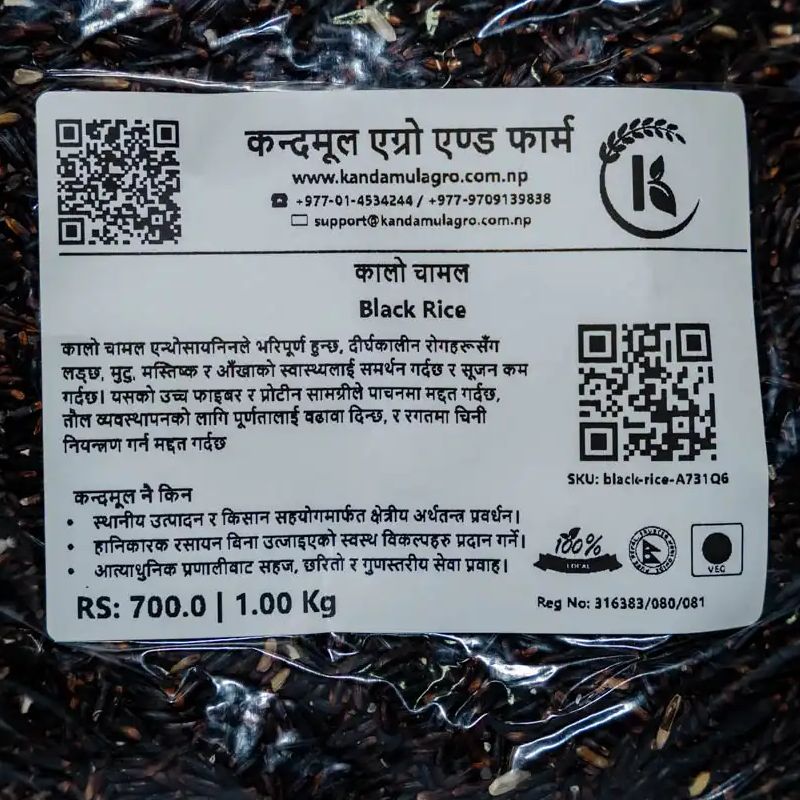 कन्दमूल एग्रो एण्ड फार्म
www.kandamulagro.com.np
+977-01-4534244 / +977-9709139838
support@kandamulagro.com.np
कालो चामल
Black Rice
कालो चामल एन्थोसायनिनले भरिपूर्ण हुन्छ, दीर्घकालीन रोगहरूसँग
लड्छ, मुटु, मस्तिष्क र आँखाको स्वास्थ्यलाई समर्थन गर्दछ र सूजन कम
गर्दछ। यसको उच्च फाइबर र प्रोटीन सामग्रीले पाचनमा मद्दत गर्दछ,
तौल व्यवस्थापनको लागि पूर्णतालाई बढावा दिन्छ, र रगतमा चिनी
नियन्त्रण गर्न मद्दत गर्दछ
SKU: black-rice-A731Q6
कन्दमूल नै किन
• स्थानीय उत्पादन र किसान सहयोगमार्फत क्षेत्रीय अर्थतन्त्र प्रवर्धन।
• हानिकारक रसायन बिना उत्जाइएको स्वस्थ विकल्पहरु प्रदान गर्ने।
• आत्याधुनिक प्रणालीवाट सहज, छरितो र गुणस्तरीय सेवा प्रवाह।
100%
LOCAL
VEG
RS: 700.0 | 1.00 Kg
Reg No: 316383/080/081